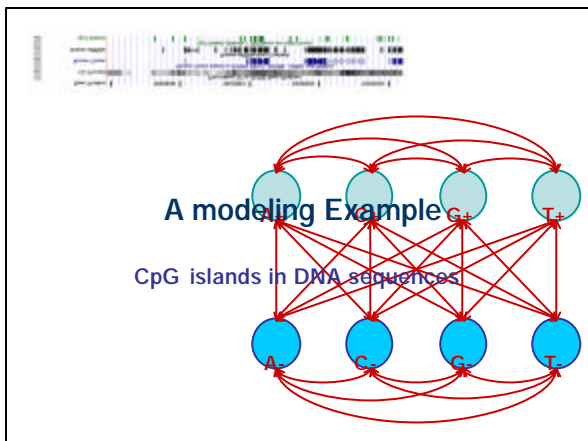 A modeling Example
A+ C+ G+ T+
CpG islands in DNA sequences
A- C- G- T-